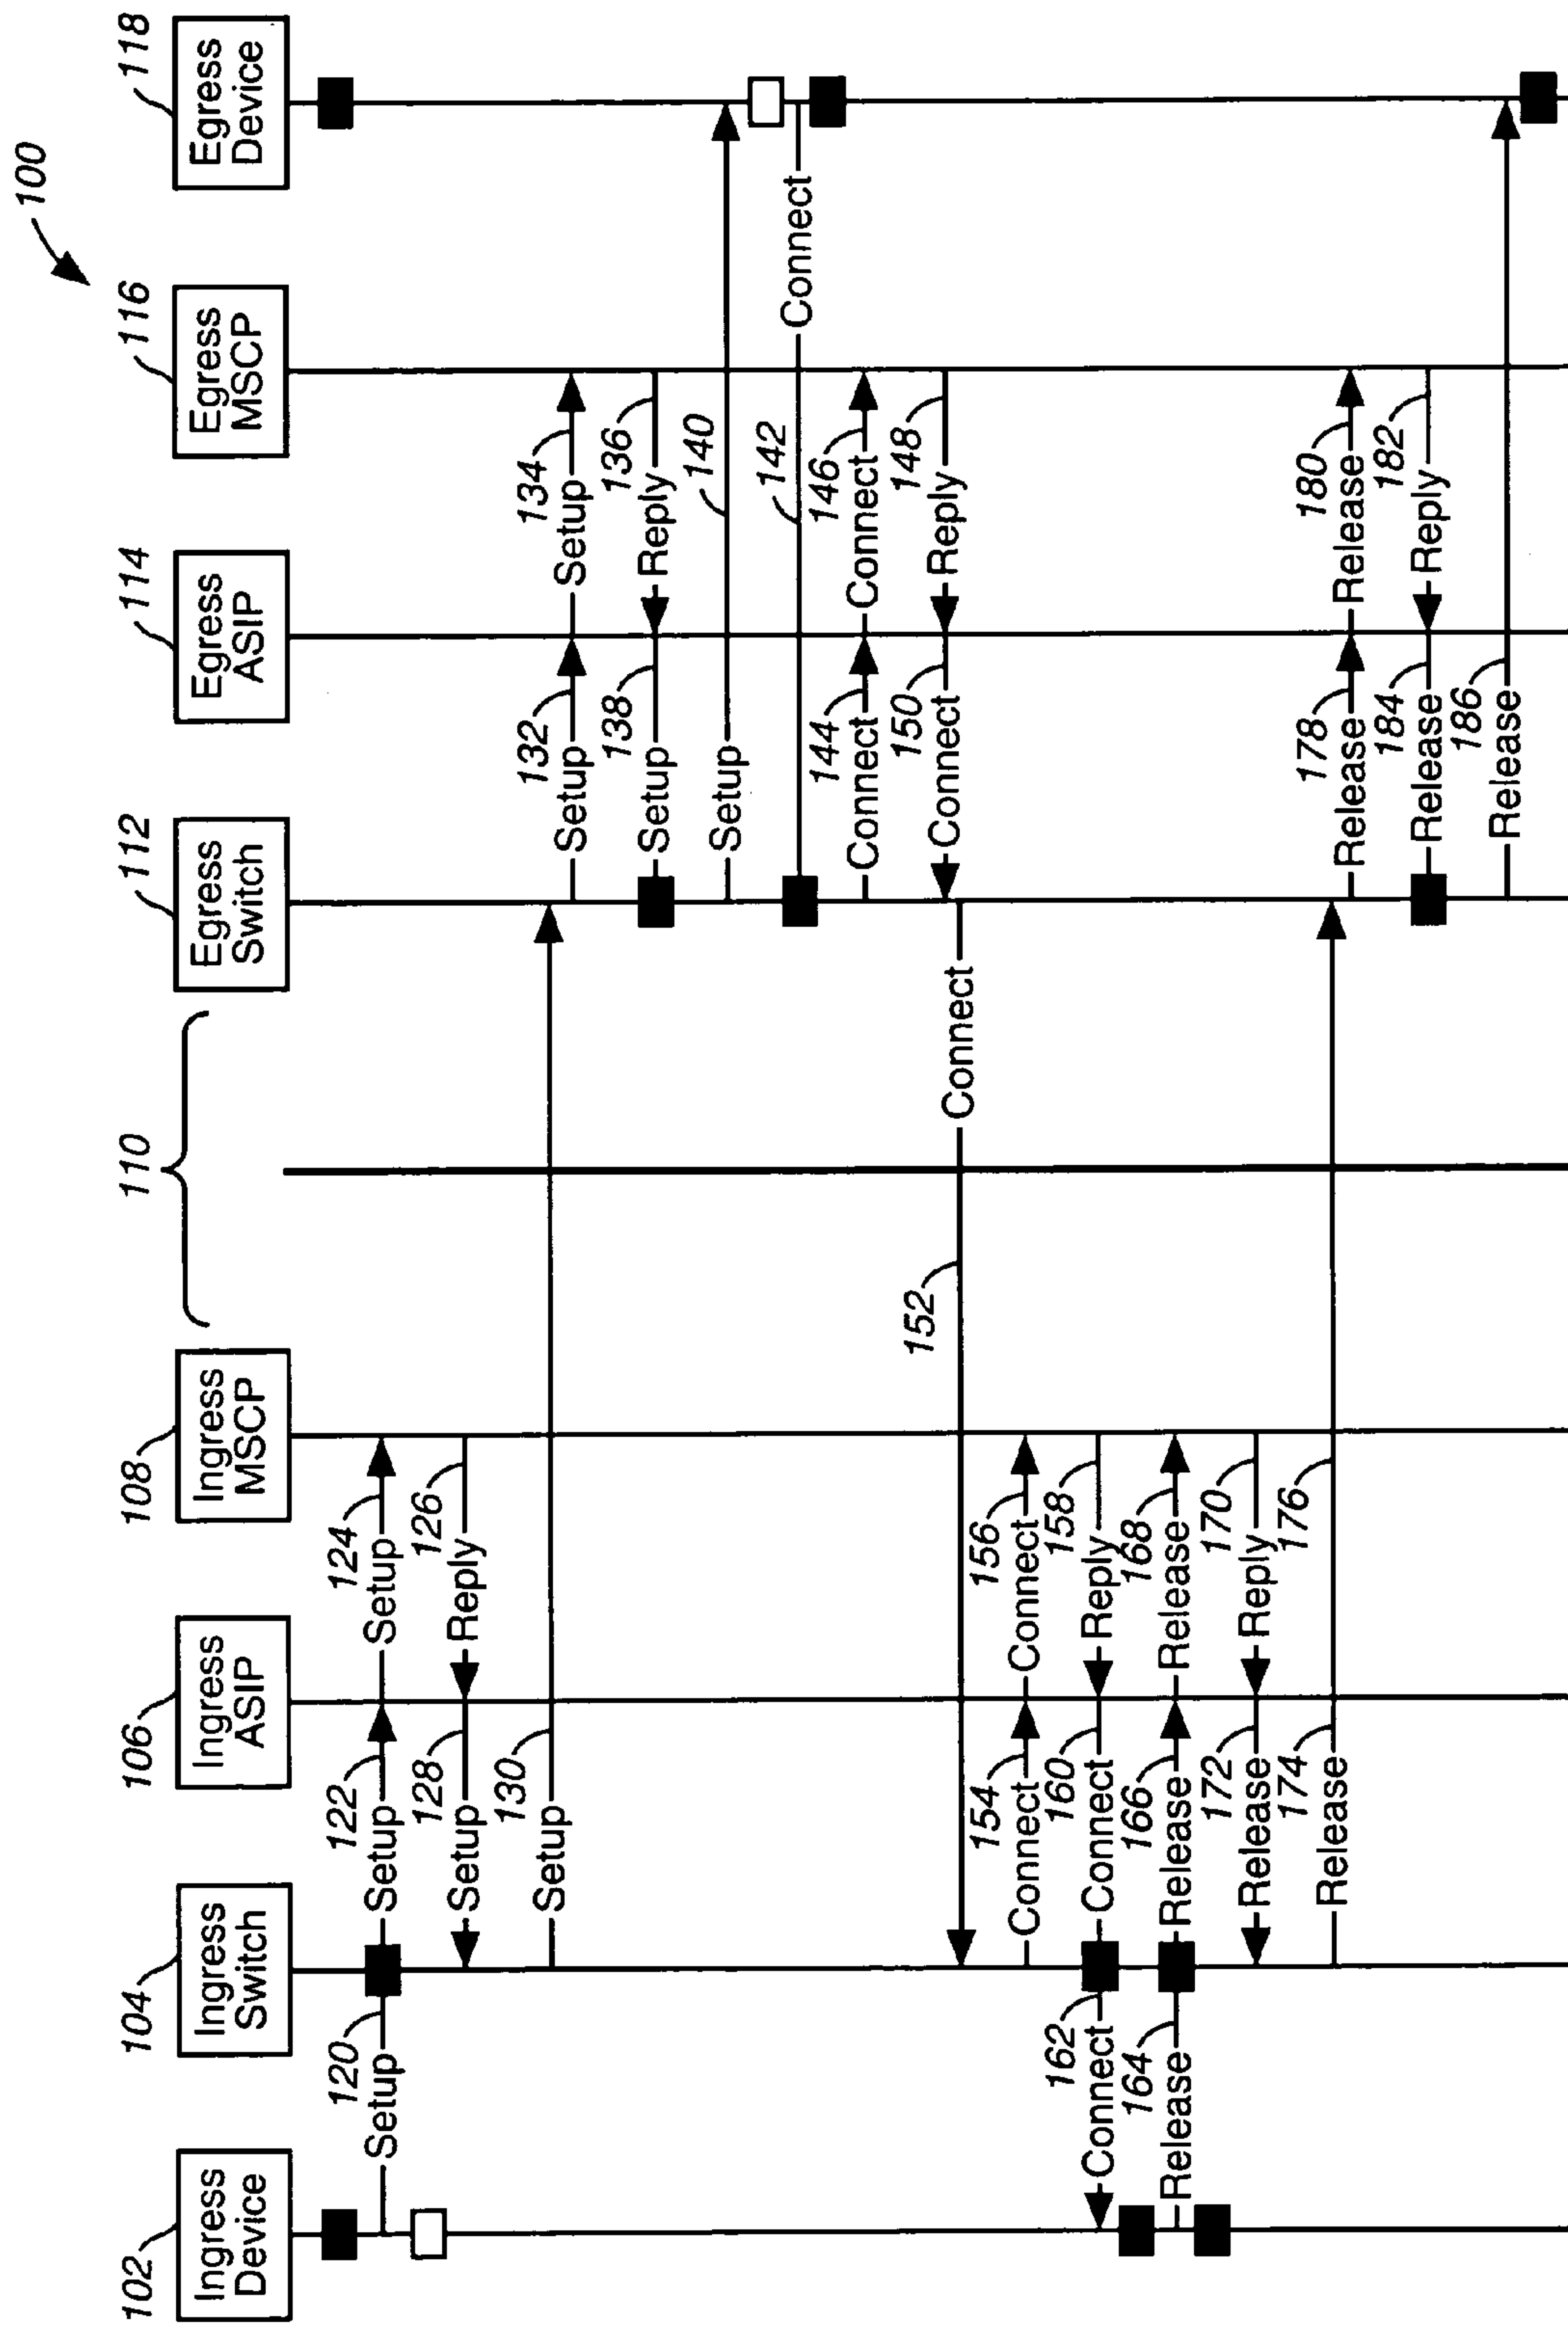 100
102
104
106
108
110
112
114
116
118
Ingress
Device
Ingress
Switch
Ingress
ASIP
Ingress
MSCP
Egress
Switch
Egress
ASIP
Egress
MSCP
Egress
Device
120
Setup
122
Setup
124
Setup
126
Reply
128
Setup
130
Setup
132
Setup
134
Setup
136
Reply
138
Setup
140
Setup
142
Connect
144
Connect
146
Connect
148
Reply
150
Connect
152
Connect
154
Connect
156
Connect
158
Reply
160
Connect
162
Connect
164
Release
166
Release
168
Release
170
Reply
172
Release
174
Release
176
178
Release
180
Release
182
Reply
184
Release
186
Release